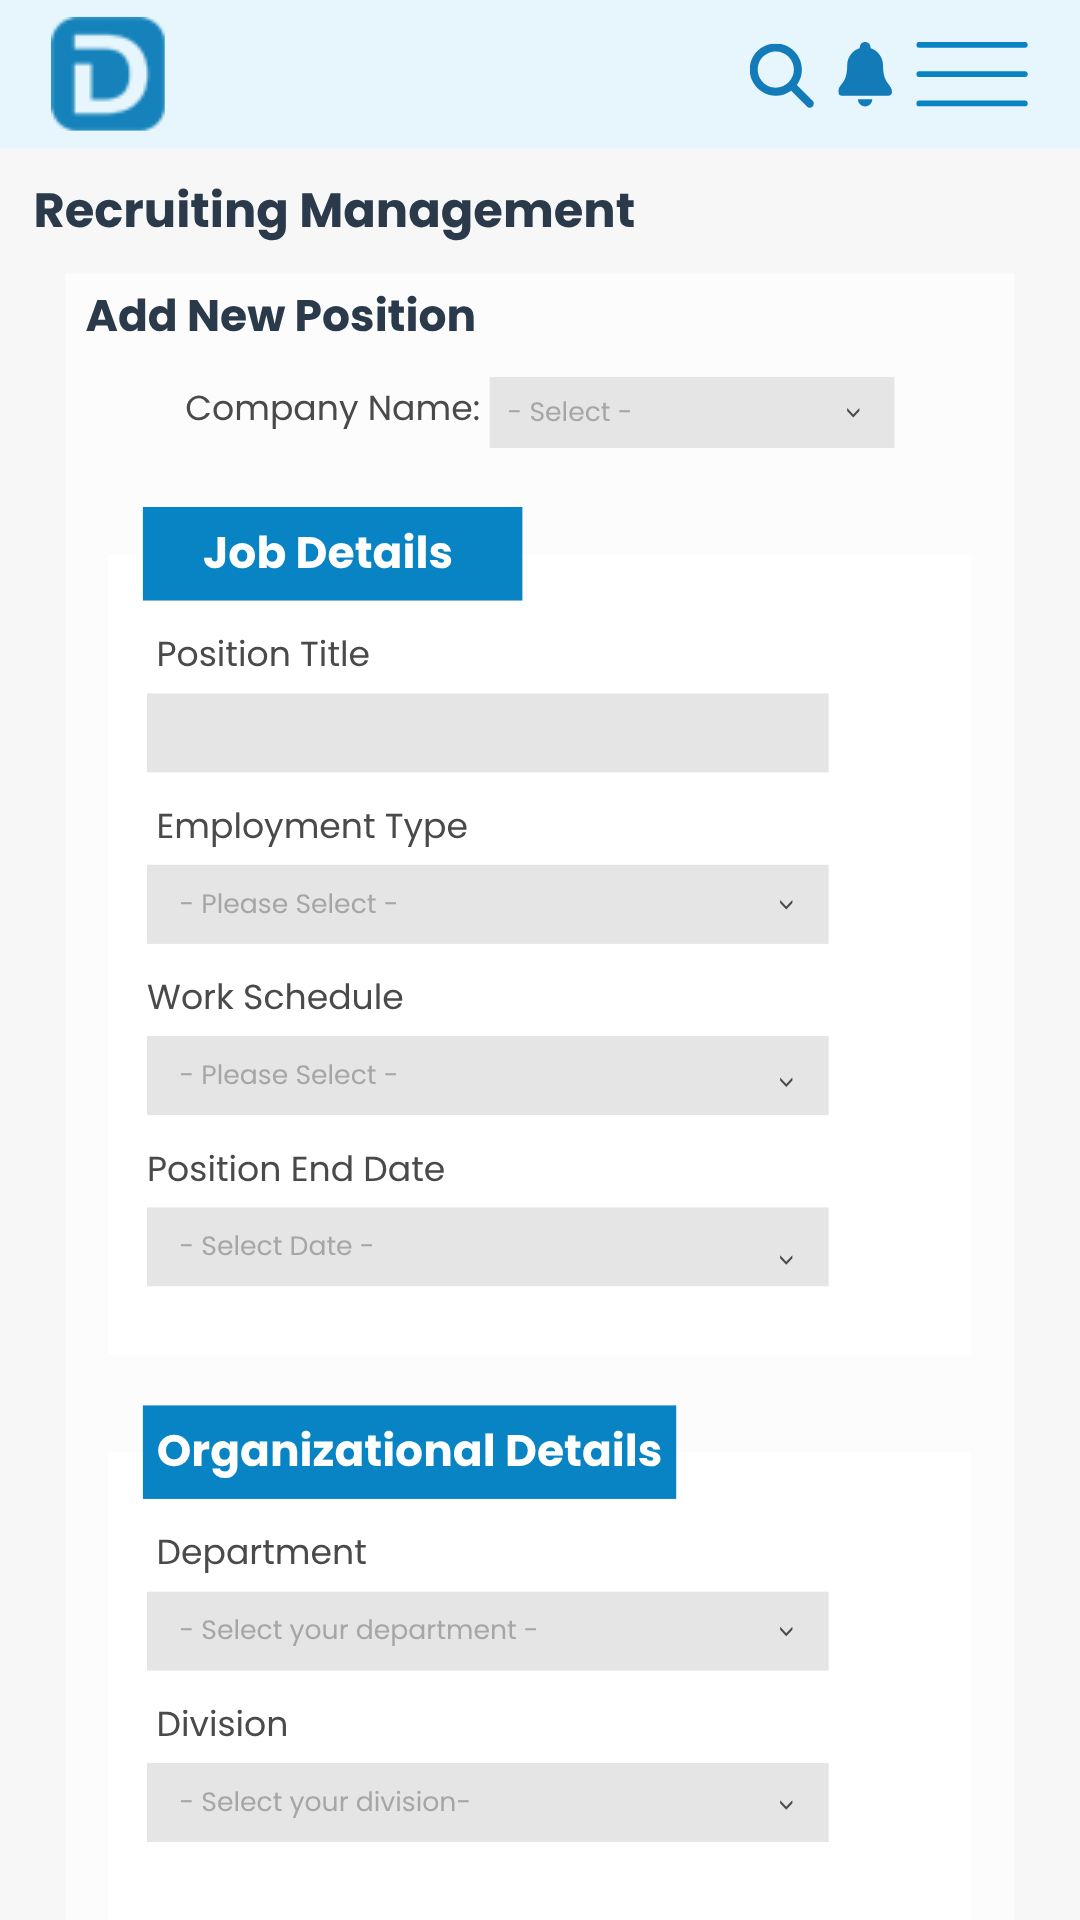 D
Recruiting Management
Add New Position
Company Name: - Select -
Job Details
Position Title
Employment Type
- Please Select -
Work Schedule
- Please Select -
Position End Date
- Select Date -
Organizational Details
Department
- Select your department -
Division
- Select your division-